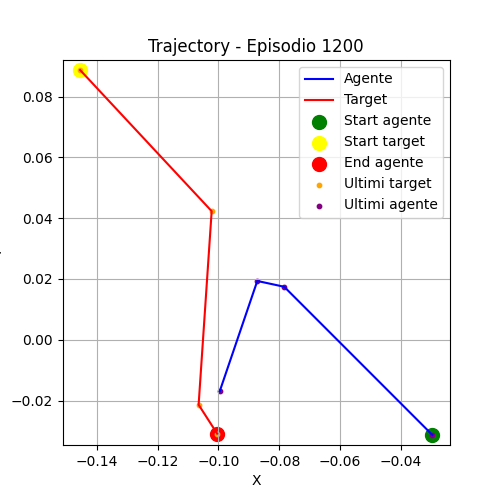 Trajectory - Episodio 1200
Agente
Target
Start agente
Start target
End agente
Ultimi target
Ultimi agente
0.08
0.06
0.04
0.02
0.00
−0.02
−0.14
−0.12
−0.10
−0.08
−0.06
−0.04
X